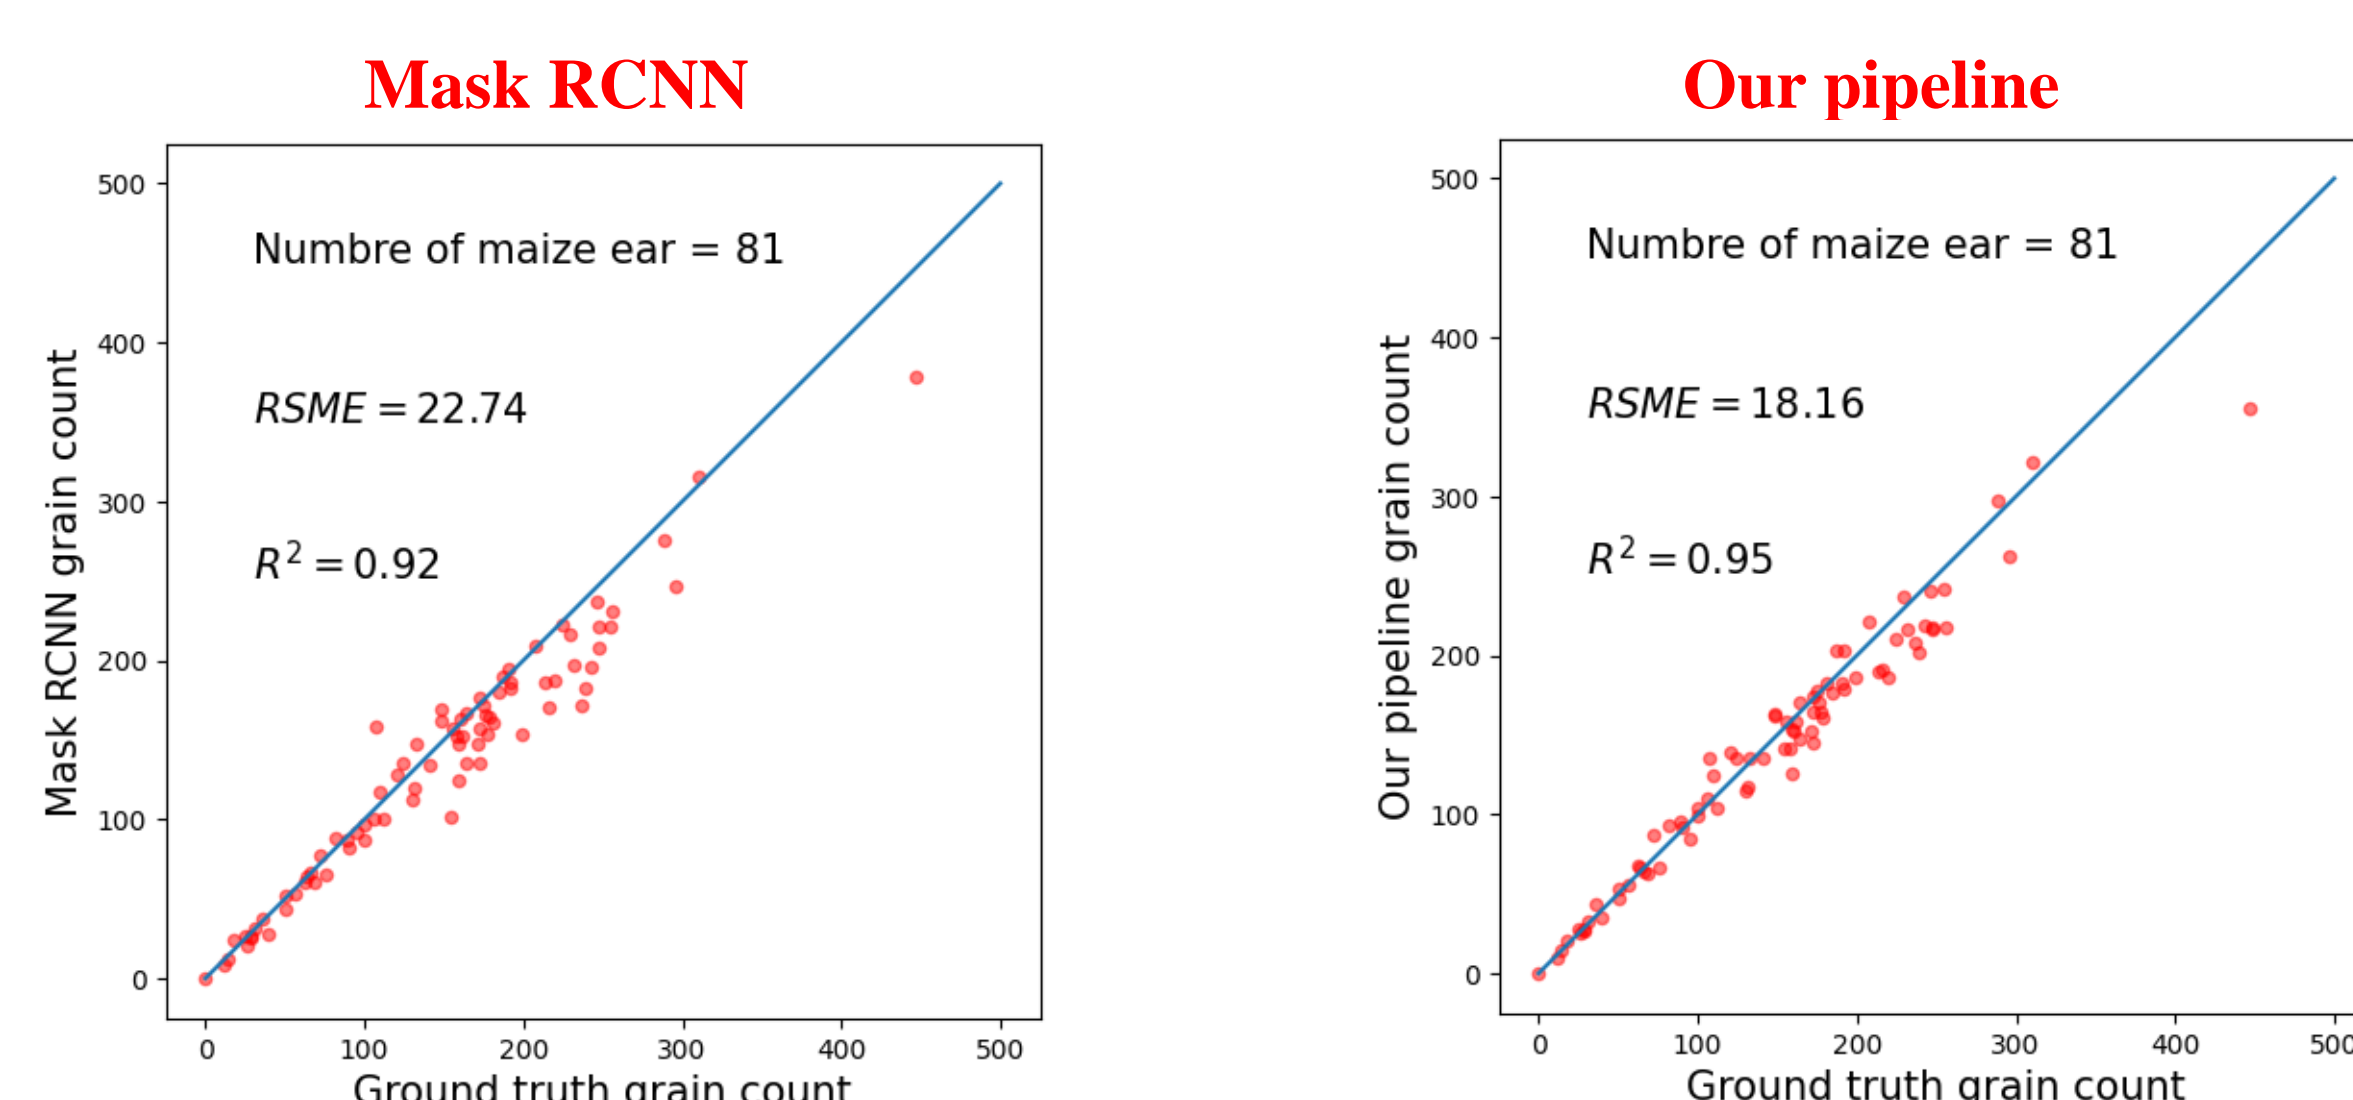 Mask RCNN
500
400
300
200
100
0
Mask RCNN grain count
Numbre of maize ear = 81
RSME = 22.74
R² = 0.92
0 100 200 300 400 500
Ground truth grain count
Our pipeline
500
400
300
200
100
0
Our pipeline grain count
Numbre of maize ear = 81
RSME = 18.16
R² = 0.95
0 100 200 300 400 500
Ground truth grain count